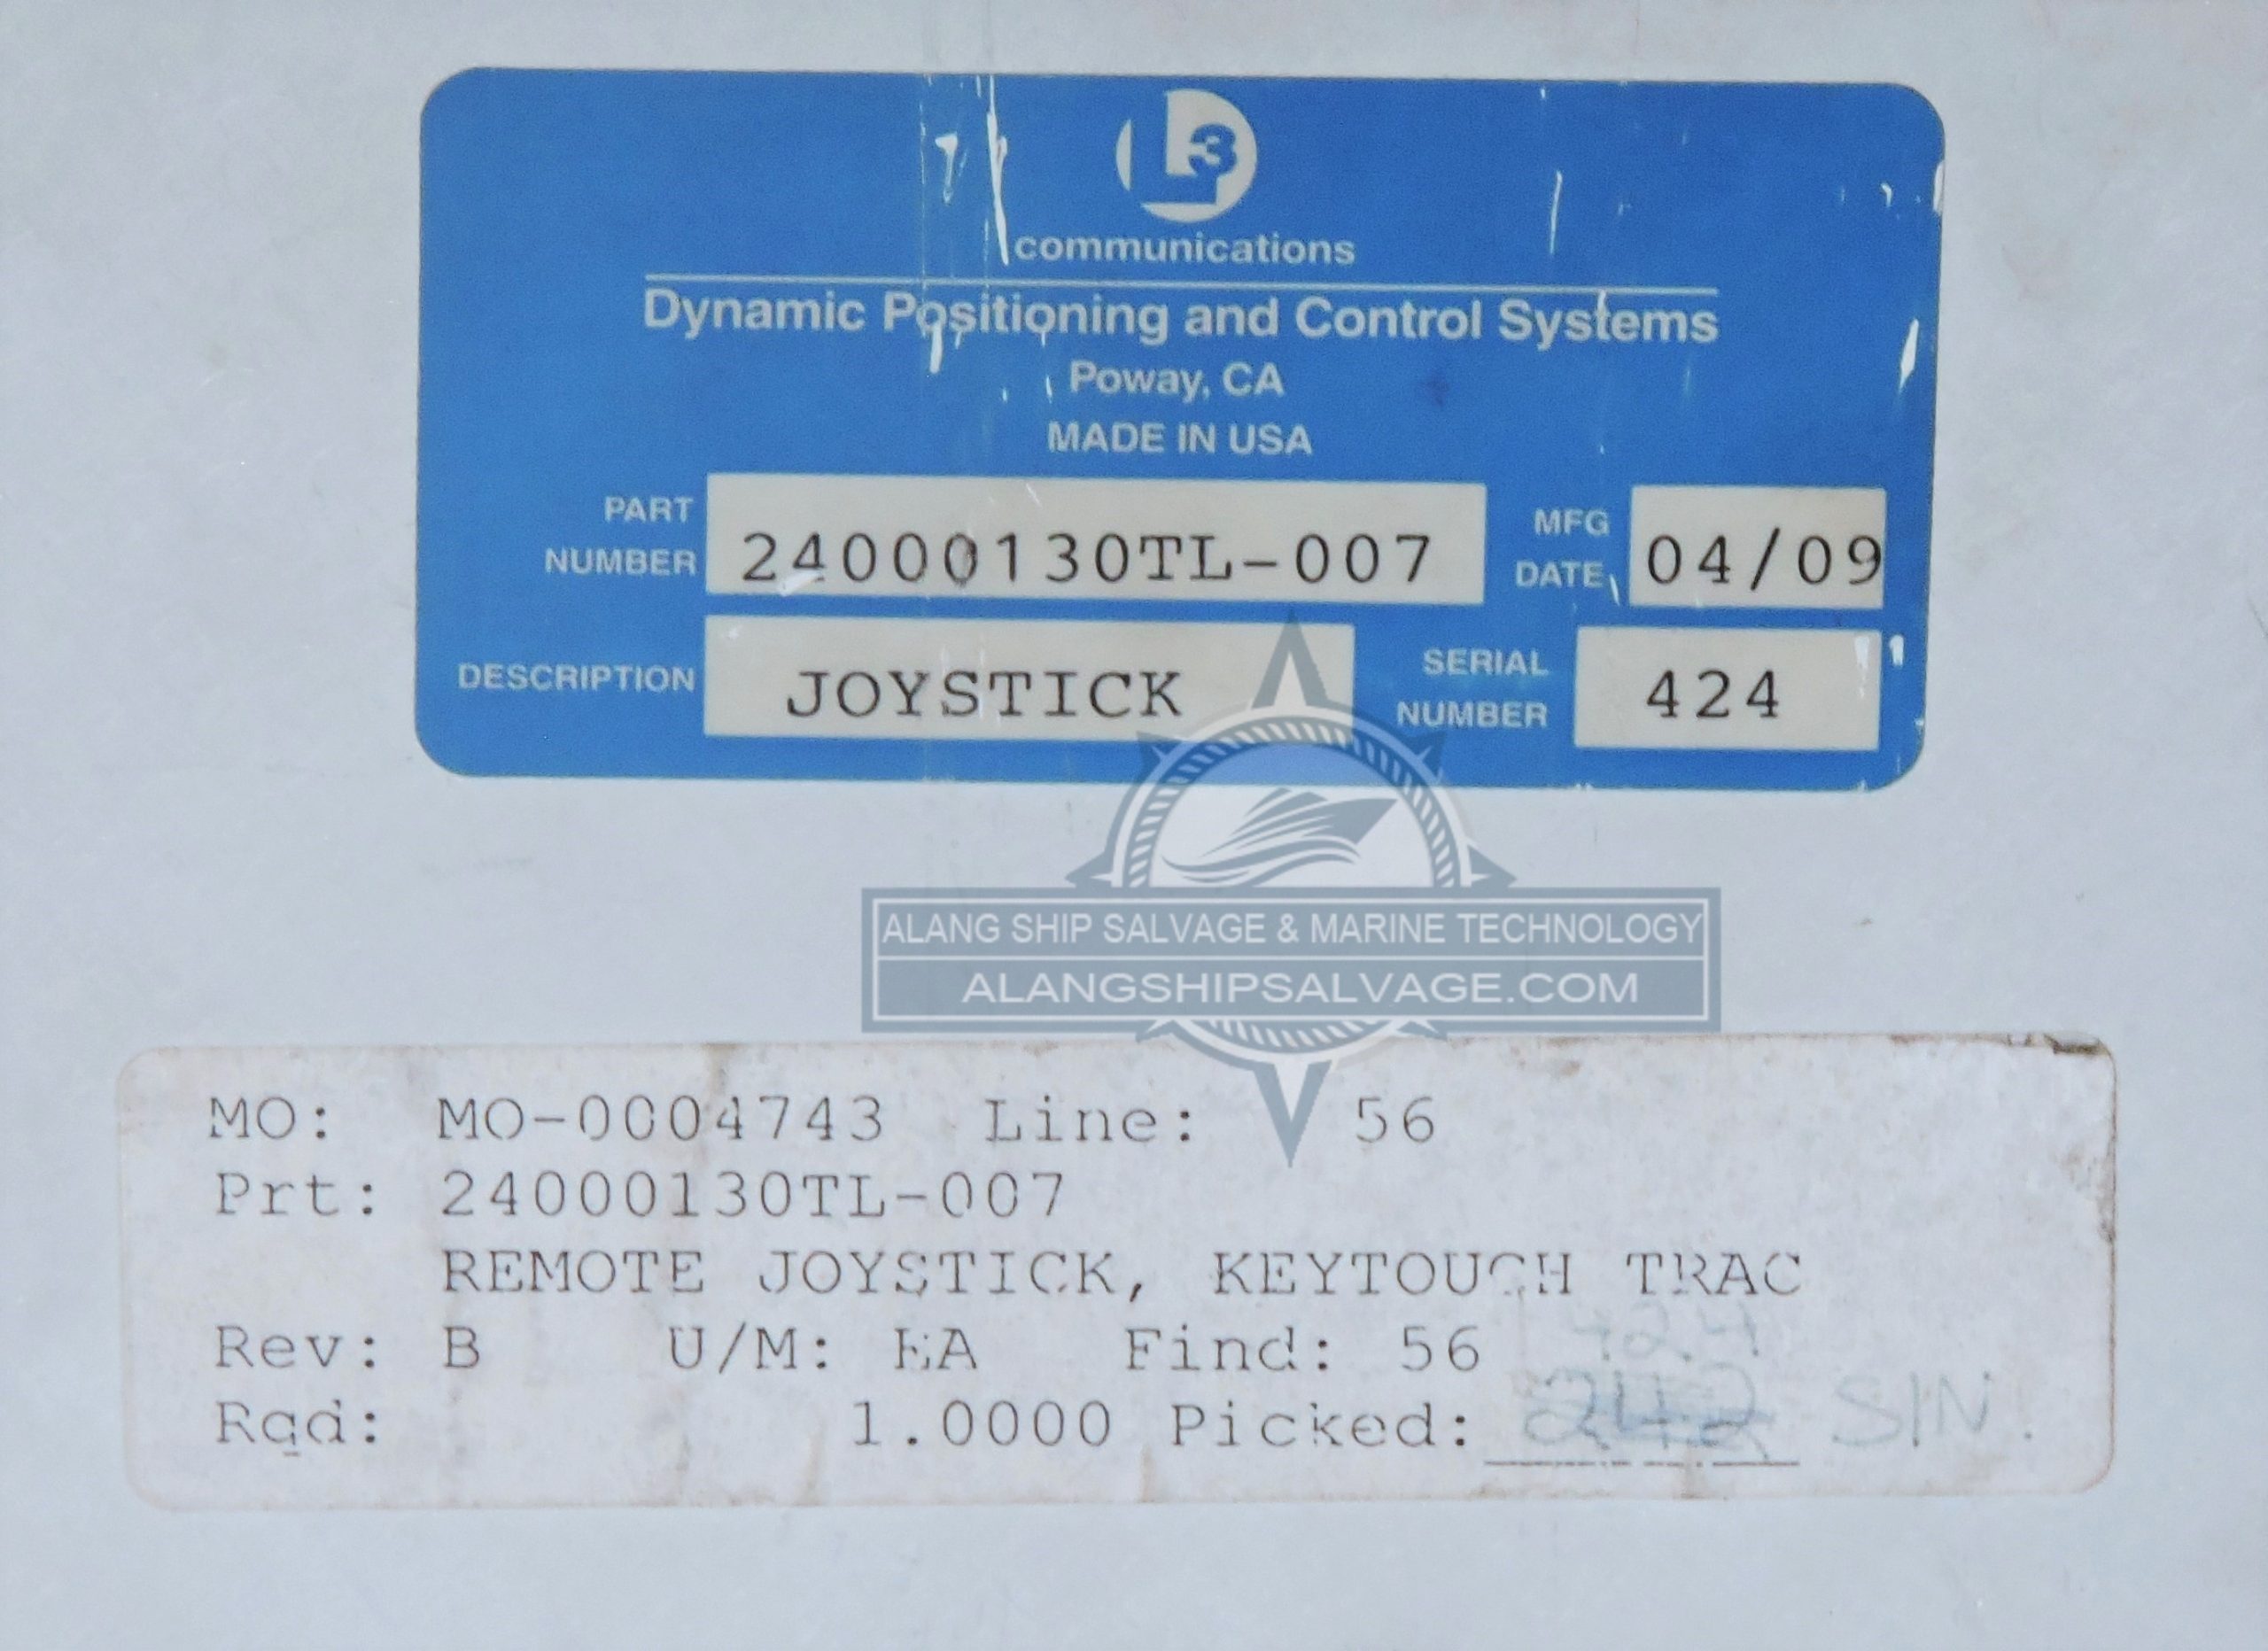 L3
communications
Dynamic Positioning and Control Systems
Poway, CA
MADE IN USA
PART NUMBER 24000130TL-007 MFG DATE 04/09
DESCRIPTION JOYSTICK SERIAL NUMBER 424
ALANG SHIP SALVAGE & MARINE TECHNOLOGY
ALANGSHIPSALVAGE.COM
MO: MO-0004743 Line: 56
Prt: 24000130TL-007
REMOTE JOYSTICK, KEYTOUCH TRAC
Rev: B U/M: EA Find: 56
424
Rqd: 1.0000 Picked: 242 S/N.